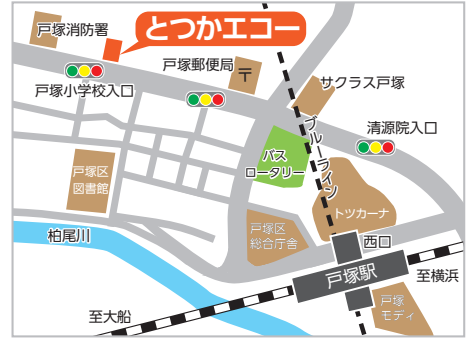 戸塚消防署
とつかエコー
戸塚小学校入口
戸塚郵便局
〒
サクラス戸塚
清源院入口
バス
ロータリー
ブルーライン
戸塚区
図書館
トツカーナ
戸塚区
総合庁舎
西口
柏尾川
戸塚駅
至横浜
至大船
戸塚
モディ